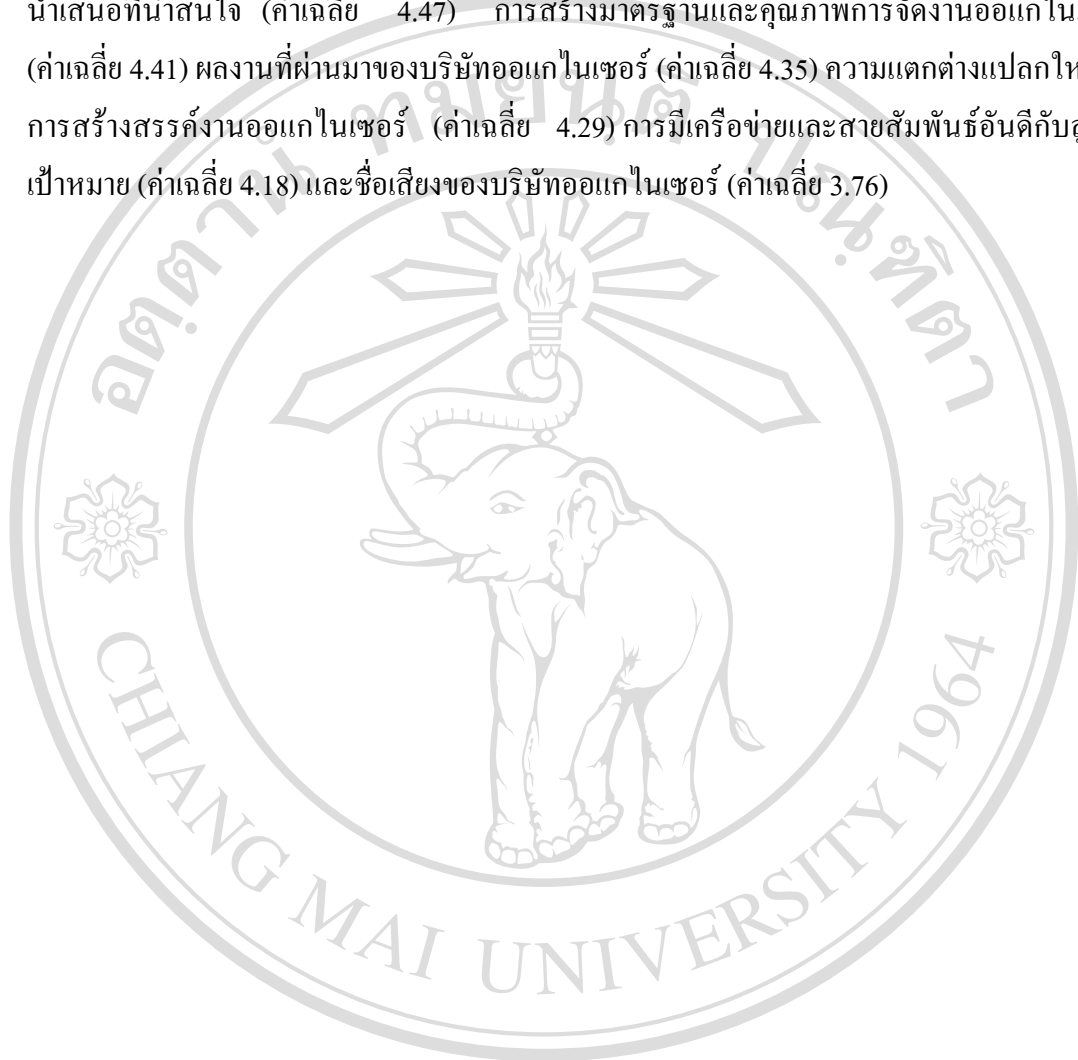 นำเสนอที่น่าสนใจ (ค่าเฉลี่ย 4.47) การสร้างมาตรฐานและคุณภาพการจัดงานออแกไน
(ค่าเฉลี่ย 4.41) ผลงานที่ผ่านมาของบริษัทออแกไนเซอร์ (ค่าเฉลี่ย 4.35) ความแตกต่างแปลกให
การสร้างสรรค์งานออแกไนเซอร์ (ค่าเฉลี่ย 4.29) การมีเครือข่ายและสายสัมพันธ์อันดีกับ
เป้าหมาย (ค่าเฉลี่ย 4.18) และชื่อเสียงของบริษัทออแกไนเซอร์ (ค่าเฉลี่ย 3.76)
อตฺตานํ ทมยนฺติ ปณฺฑิตา
CHIANG MAI UNIVERSITY 1964